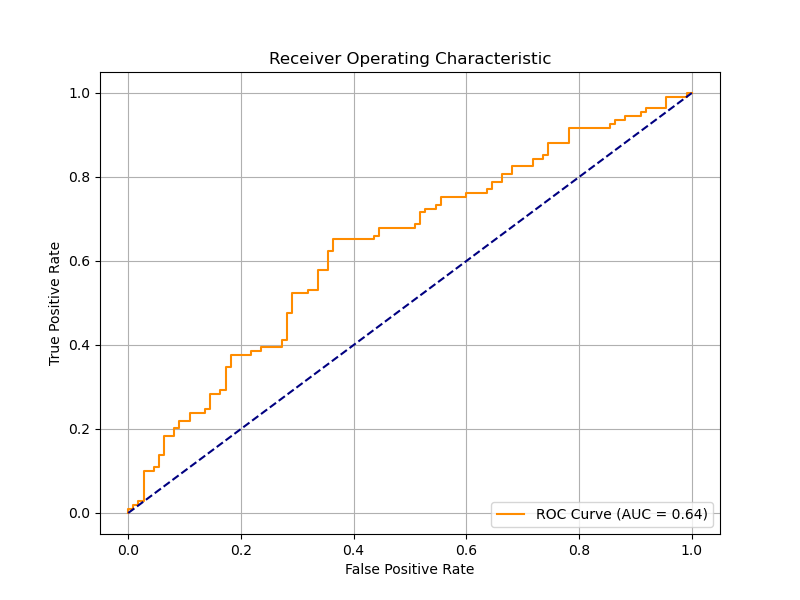 Receiver Operating Characteristic
True Positive Rate
1.0
0.8
0.6
0.4
0.2
0.0
ROC Curve (AUC = 0.64)
0.0 0.2 0.4 0.6 0.8 1.0
False Positive Rate